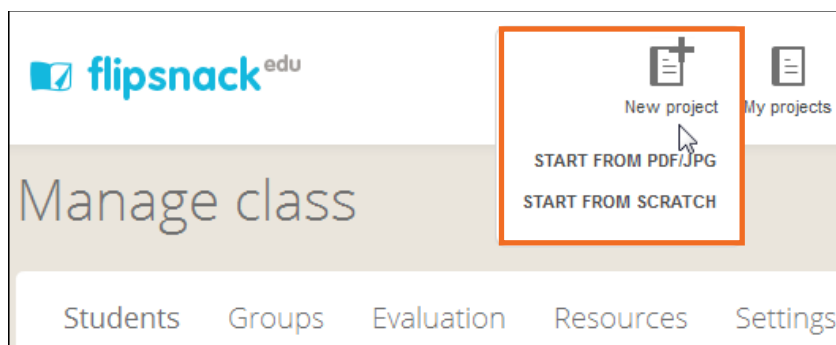 flipsnack edu
New project
My projects
START FROM PDF/JPG
START FROM SCRATCH
Manage class
Students Groups Evaluation Resources Settings